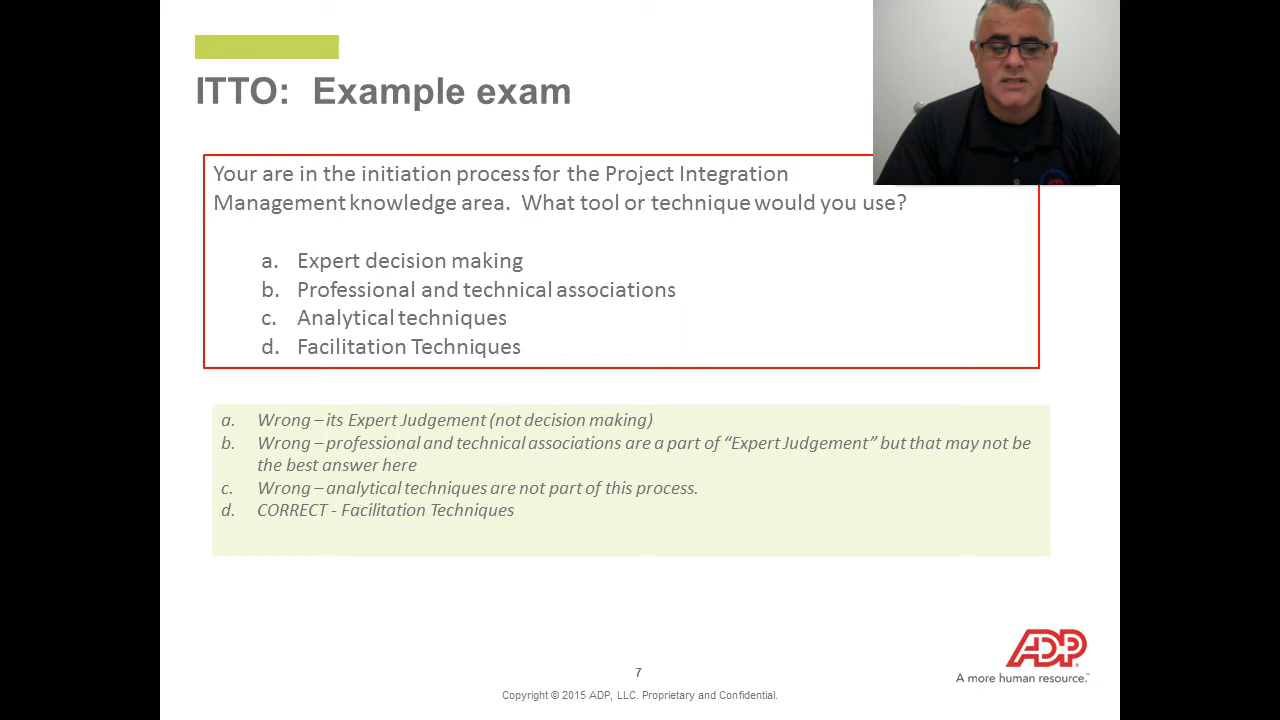 ITTO: Example exam
Your are in the initiation process for the Project Integration
Management knowledge area. What tool or technique would you use?
a. Expert decision making
b. Professional and technical associations
c. Analytical techniques
d. Facilitation Techniques
a. Wrong – its Expert Judgement (not decision making)
b. Wrong – professional and technical associations are a part of “Expert Judgement” but that may not be
the best answer here
c. Wrong – analytical techniques are not part of this process.
d. CORRECT - Facilitation Techniques
ADP
A more human resource.™
7
Copyright © 2015 ADP, LLC. Proprietary and Confidential.